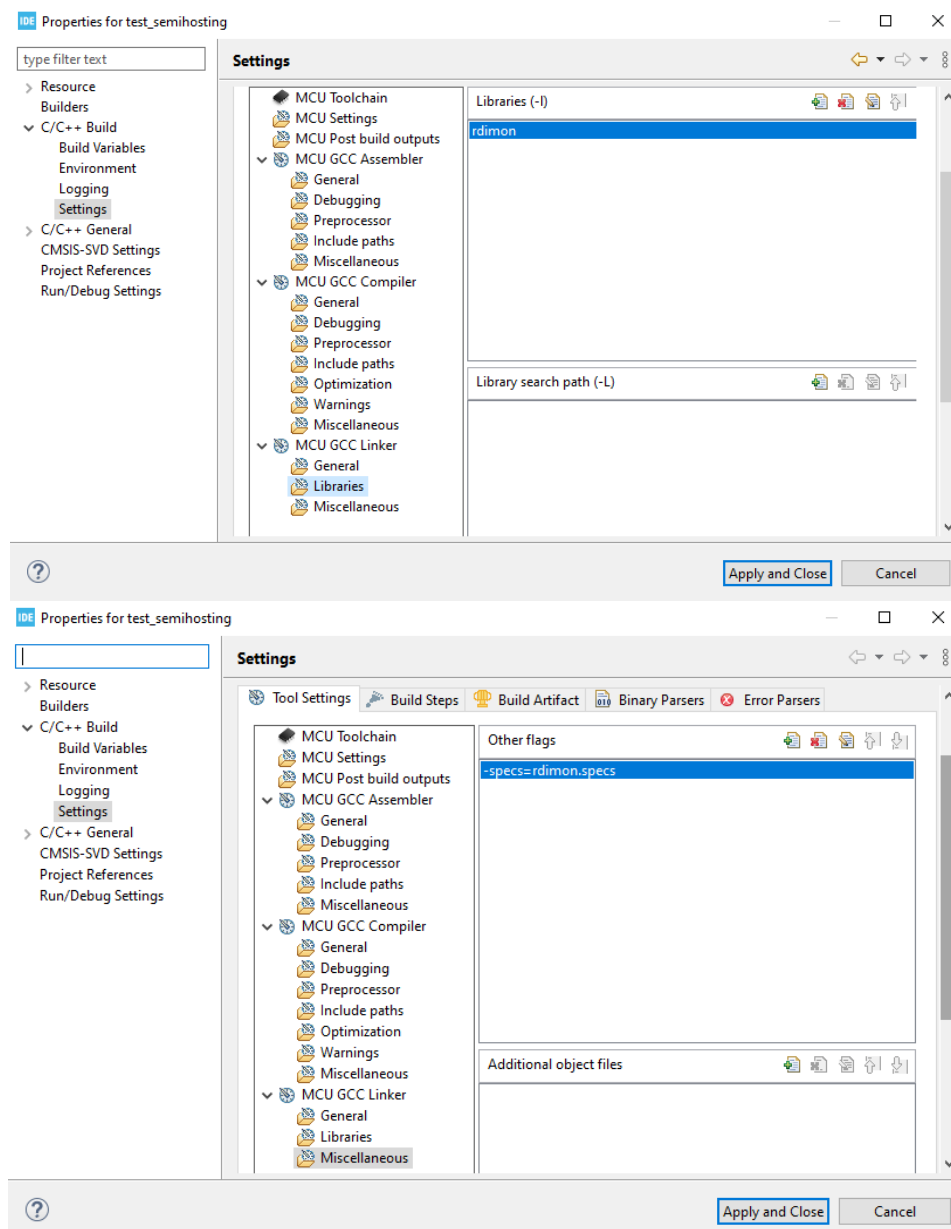 IDE Properties for test_semihosting
type filter text
Settings
Resource
Builders
C/C++ Build
Build Variables
Environment
Logging
Settings
C/C++ General
CMSIS-SVD Settings
Project References
Run/Debug Settings
MCU Toolchain
MCU Settings
MCU Post build outputs
MCU GCC Assembler
General
Debugging
Preprocessor
Include paths
Miscellaneous
MCU GCC Compiler
General
Debugging
Preprocessor
Include paths
Optimization
Warnings
Miscellaneous
MCU GCC Linker
General
Libraries
Miscellaneous
Libraries (-l)
rdimon
Library search path (-L)
?
Apply and Close
Cancel
IDE Properties for test_semihosting
Settings
Resource
Builders
C/C++ Build
Build Variables
Environment
Logging
Settings
C/C++ General
CMSIS-SVD Settings
Project References
Run/Debug Settings
Tool Settings
Build Steps
Build Artifact
Binary Parsers
Error Parsers
MCU Toolchain
MCU Settings
MCU Post build outputs
MCU GCC Assembler
General
Debugging
Preprocessor
Include paths
Miscellaneous
MCU GCC Compiler
General
Debugging
Preprocessor
Include paths
Optimization
Warnings
Miscellaneous
MCU GCC Linker
General
Libraries
Miscellaneous
Other flags
-specs=rdimon.specs
Additional object files
?
Apply and Close
Cancel